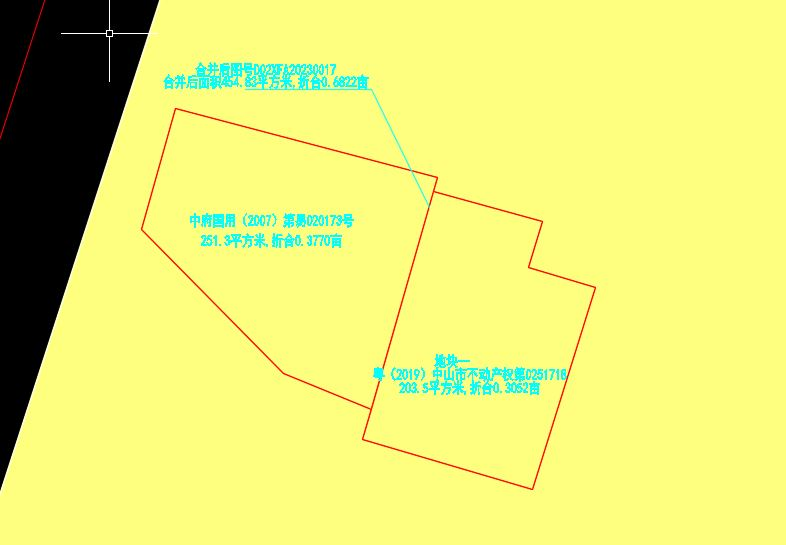 合并后图号D02XFA20230017
合并后面积454.83平方米,折合0.6822亩
中府国用（2007）第易020173号
251.3平方米,折合0.3770亩
地块一
粤（2019）中山市不动产权第0251718
203.5平方米,折合0.3052亩